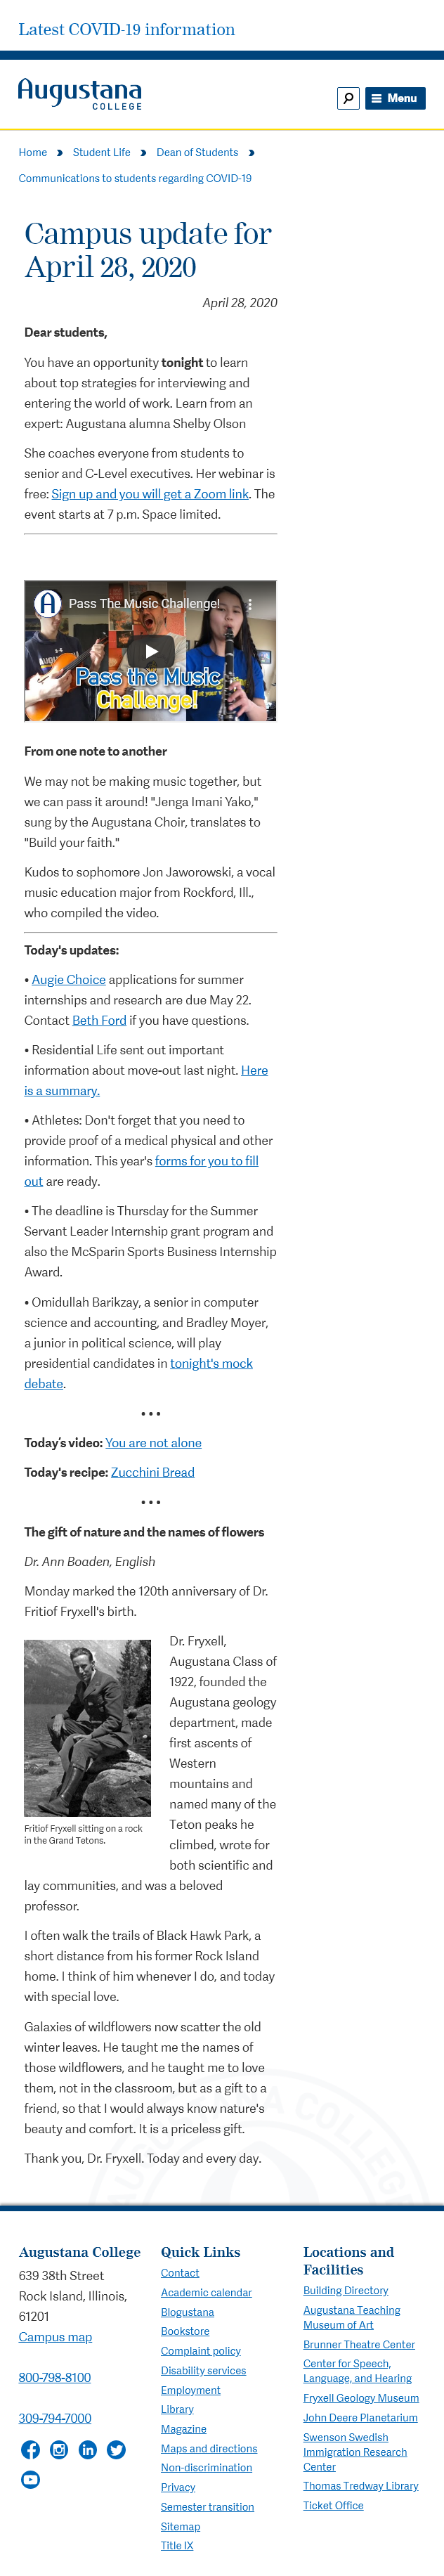 Latest COVID-19 information
Augustana
COLLEGE
Menu
Home > Student Life > Dean of Students >
Communications to students regarding COVID-19
Campus update for
April 28, 2020
April 28, 2020
Dear students,
You have an opportunity tonight to learn
about top strategies for interviewing and
entering the world of work. Learn from an
expert: Augustana alumna Shelby Olson
She coaches everyone from students to
senior and C-Level executives. Her webinar is
free: Sign up and you will get a Zoom link. The
event starts at 7 p.m. Space limited.
Pass The Music Challenge!
Pass the Music
Challenge!
From one note to another
We may not be making music together, but
we can pass it around! "Jenga Imani Yako,"
sung by the Augustana Choir, translates to
"Build your faith."
Kudos to sophomore Jon Jaworowski, a vocal
music education major from Rockford, Ill.,
who compiled the video.
Today's updates:
• Augie Choice applications for summer
internships and research are due May 22.
Contact Beth Ford if you have questions.
• Residential Life sent out important
information about move-out last night. Here
is a summary.
• Athletes: Don't forget that you need to
provide proof of a medical physical and other
information. This year's forms for you to fill
out are ready.
• The deadline is Thursday for the Summer
Servant Leader Internship grant program and
also the McSparin Sports Business Internship
Award.
• Omidullah Barikzay, a senior in computer
science and accounting, and Bradley Moyer,
a junior in political science, will play
presidential candidates in tonight's mock
debate.
• • •
Today's video: You are not alone
Today's recipe: Zucchini Bread
• • •
The gift of nature and the names of flowers
Dr. Ann Boaden, English
Monday marked the 120th anniversary of Dr.
Fritiof Fryxell's birth.
Dr. Fryxell,
Augustana Class of
1922, founded the
Augustana geology
department, made
first ascents of
Western
mountains and
named many of the
Teton peaks he
climbed, wrote for
both scientific and
Fritiof Fryxell sitting on a rock
in the Grand Tetons.
lay communities, and was a beloved
professor.
I often walk the trails of Black Hawk Park, a
short distance from his former Rock Island
home. I think of him whenever I do, and today
with special love.
Galaxies of wildflowers now scatter the old
winter leaves. He taught me the names of
those wildflowers, and he taught me to love
them, not in the classroom, but as a gift to a
friend, so that I would always know nature's
beauty and comfort. It is a priceless gift.
Thank you, Dr. Fryxell. Today and every day.
Augustana College
639 38th Street
Rock Island, Illinois,
61201
Campus map
800-798-8100
309-794-7000
Quick Links
Contact
Academic calendar
Blogustana
Bookstore
Complaint policy
Disability services
Employment
Library
Magazine
Maps and directions
Non-discrimination
Privacy
Semester transition
Sitemap
Title IX
Locations and
Facilities
Building Directory
Augustana Teaching
Museum of Art
Brunner Theatre Center
Center for Speech,
Language, and Hearing
Fryxell Geology Museum
John Deere Planetarium
Swenson Swedish
Immigration Research
Center
Thomas Tredway Library
Ticket Office